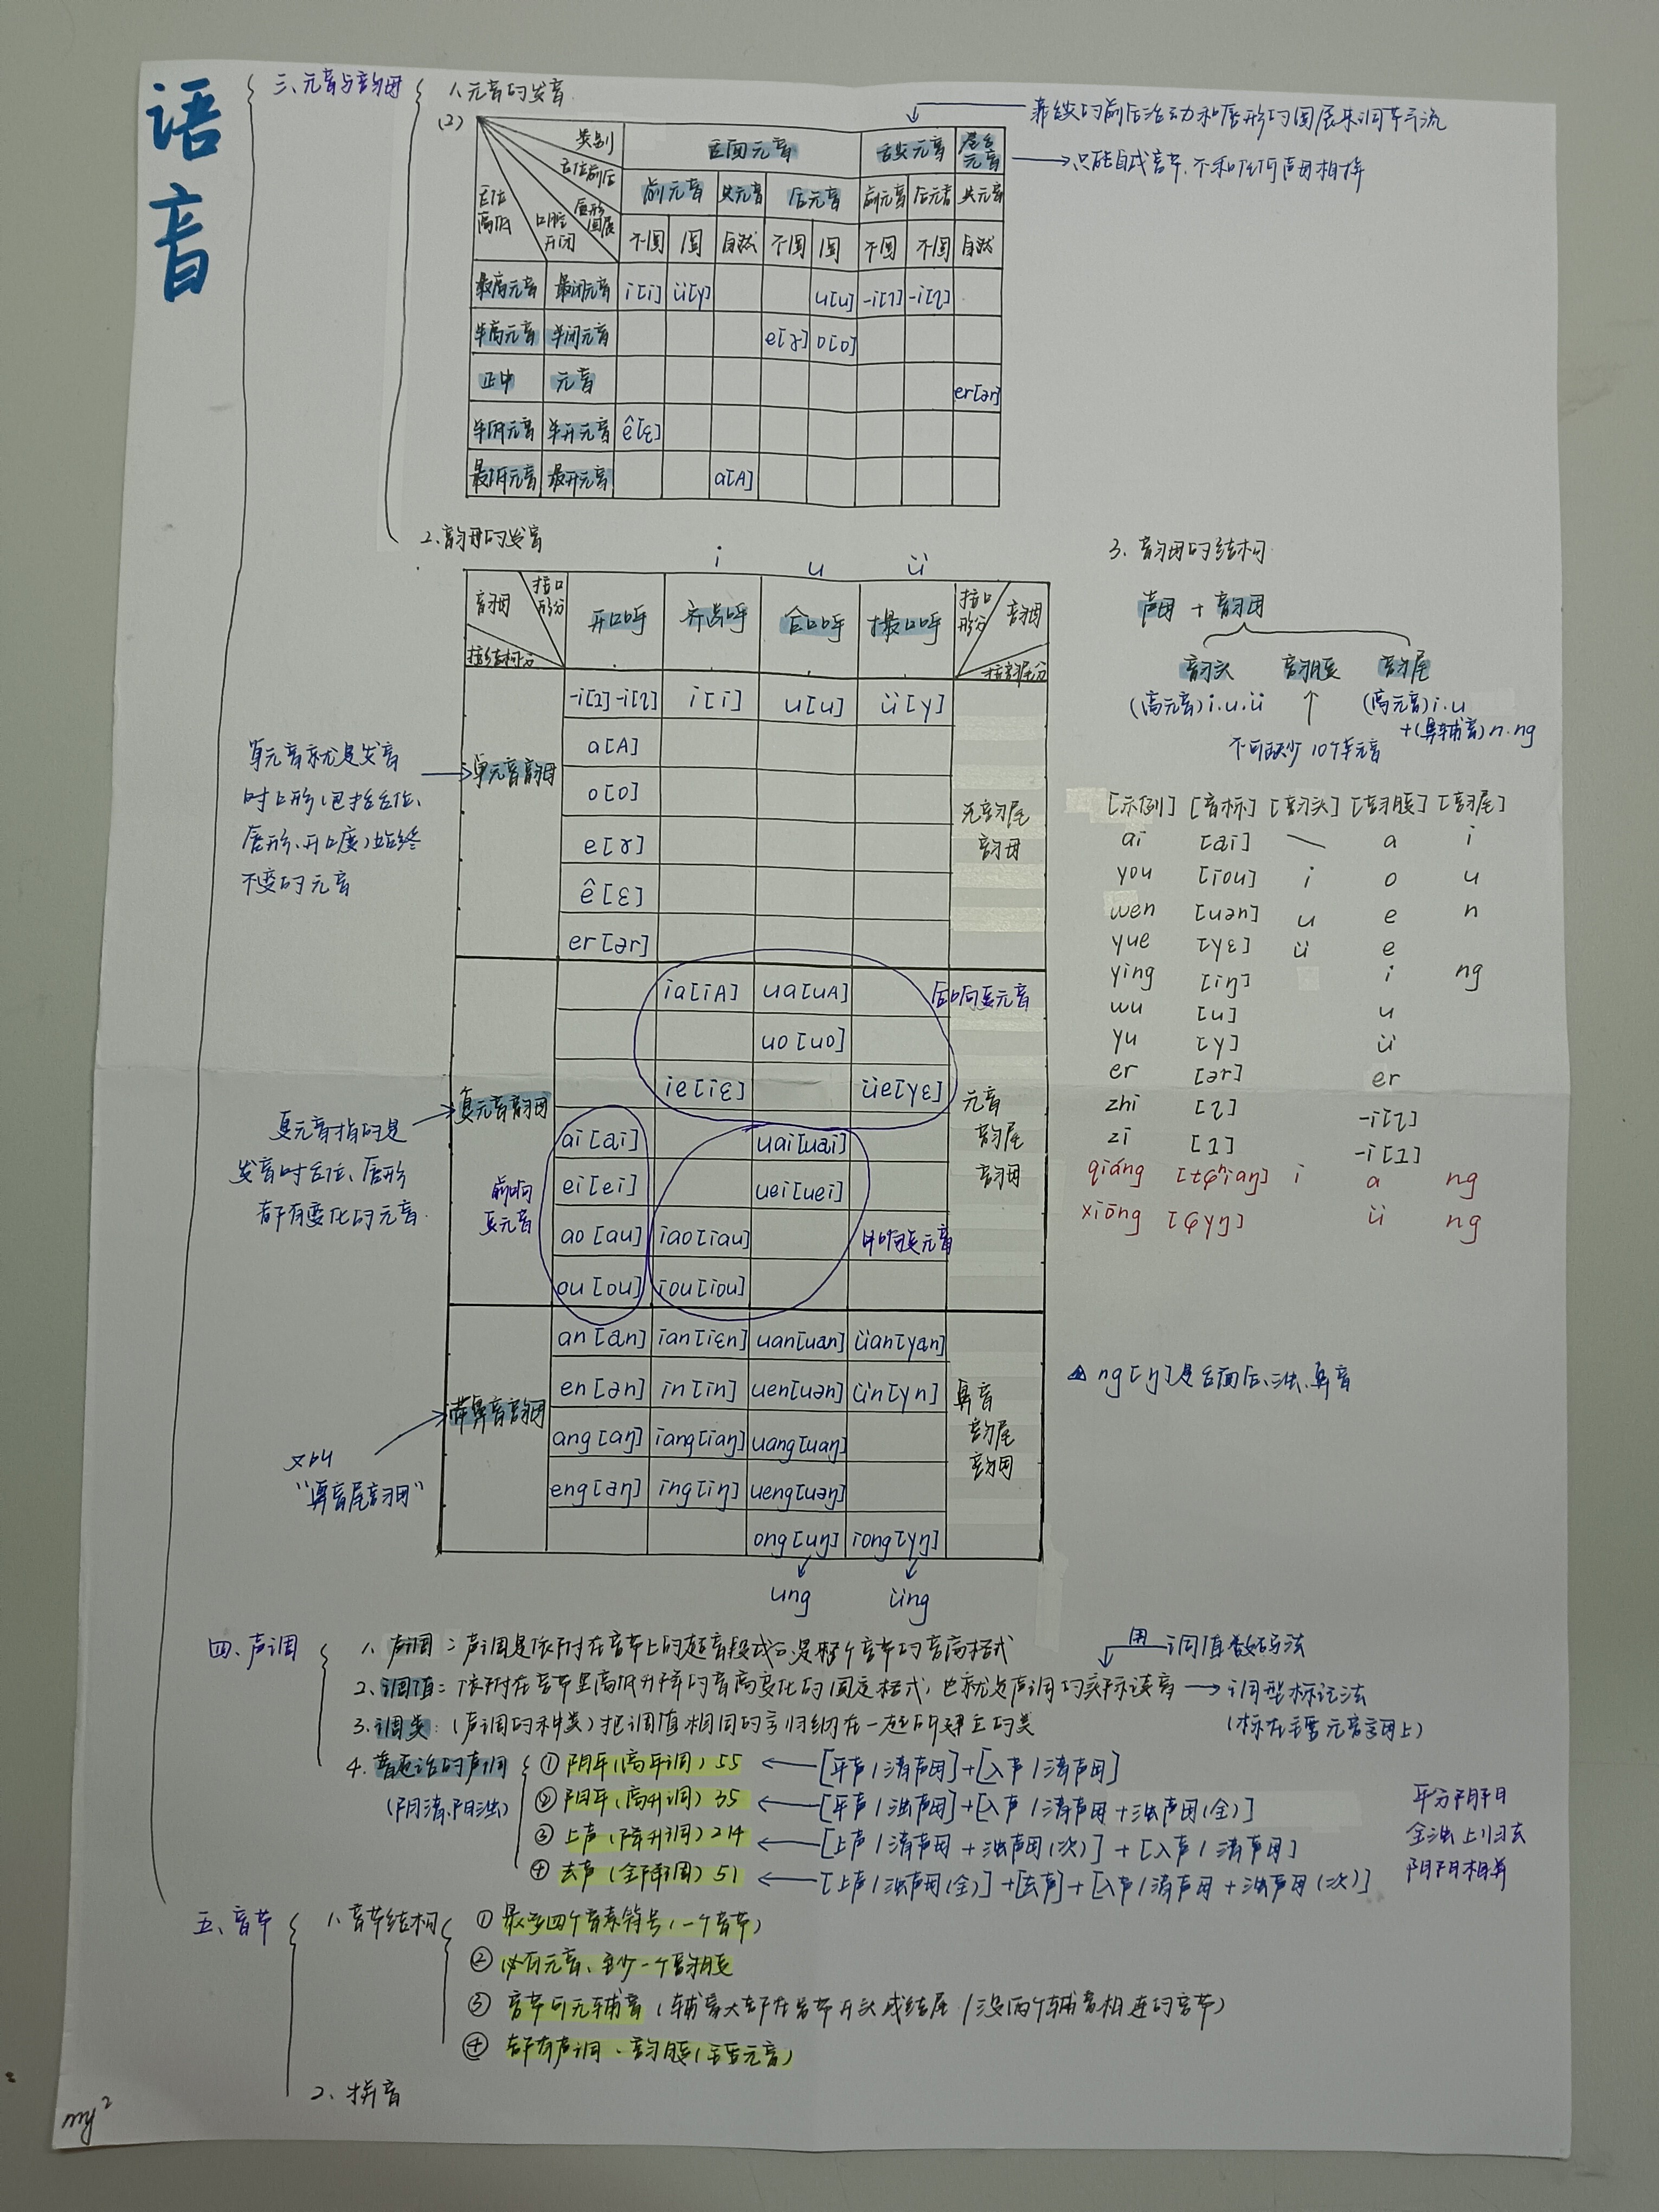 语音
三、元音与韵母
1、元音的发音
(2)
靠舌尖的前后活动和唇形的圆展来调节气流
只能自成音节、不和任何声母相拼
类别 舌面元音 舌尖元音 卷舌元音
舌位前后 前元音 央元音 后元音 前元音 后元音 央元音
舌位高低 口腔开闭 唇形圆展 不圆 圆 自然 不圆 圆 不圆 不圆 自然
最高元音 最闭元音 i[i] ü[y] u[u] -i[ɿ] -i[ʅ]
半高元音 半闭元音 e[ɤ] o[o]
正中 元音 er[ər]
半低元音 半开元音 ê[ɛ]
最低元音 最开元音 a[A]
2、韵母的发音
i u ü
韵母 按口形分 按结构分 开口呼 齐齿呼 合口呼 撮口呼 按口形分 韵母 按韵尾分
单元音韵母 -i[ɿ] -i[ʅ] i[i] u[u] ü[y] 无韵尾韵母
a[A]
o[o]
e[ɤ]
ê[ɛ]
er[ər]
复元音韵母 ia[iA] ua[uA] 后响复元音
uo[uo]
ie[iɛ] üe[yɛ] 元音韵尾韵母
ai[ai] uai[uai]
前响复元音 ei[ei] uei[uei]
ao[au] iao[iau] 中响复元音
ou[ou] iou[iou]
带鼻音韵母 an[an] ian[iɛn] uan[uan] üan[yan] 鼻音韵尾韵母
en[ən] in[in] uen[uən] ün[yn]
ang[aŋ] iang[iaŋ] uang[uaŋ]
eng[əŋ] ing[iŋ] ueng[uəŋ]
ong[uŋ] iong[yŋ]
ung üng
单元音就是发音
时口形(包括舌位、
唇形、开口度)始终
不变的元音
复元音指的是
发音时舌位、唇形
都有变化的元音.
又叫
“鼻音尾韵母”
3、韵母的结构
声母 + 韵母
韵头 韵腹 韵尾
(高元音) i.u.ü ↑ (高元音) i.u
+(鼻辅音) n.ng
不可缺少 10个单元音
[示例] [音标] [韵头] [韵腹] [韵尾]
ai [ai] \ a i
you [iou] i o u
wen [uən] u e n
yue [yɛ] ü e
ying [iŋ] i ng
wu [u] u
yu [y] ü
er [ər] er
zhi [ʅ] -i[ʅ]
zi [ɿ] -i[ɿ]
qiáng [tɕʰiaŋ] i a ng
xiōng [ɕyŋ] ü ng
ng[ŋ]是舌面后、浊、鼻音
四、声调
1、声调：声调是依附在音节上的超音段成分,是整个音节的音高格式
用 调值数码法
2、调值：依附在音节里高低升降的音高变化的固定格式，也就是声调的实际读音 → 调型标记法
(标在主要元音字母上)
3、调类：(声调的种类)把调值相同的字归纳在一起所建立的类
4、普通话的声调
(阴清、阳浊)
① 阴平(高平调) 55 ← [平声/清声母]+[入声/清声母]
② 阳平(高升调) 35 ← [平声/浊声母]+[入声/清声母+浊声母(全)]
③ 上声(降升调) 214 ← [上声/清声母+浊声母(次)]+[入声/清声母]
④ 去声(全降调) 51 ← [上声/浊声母(全)]+[去声]+[入声/清声母+浊声母(次)]
平分阴阳
全浊上归去
五、音节
1、音节结构
① 最多四个音素符号(一个音节)
② 必有元音、至少一个韵腹
③ 音节可无辅音(辅音大都在音节开头或结尾/没两个辅音相连的音节)
④ 都有声调、韵腹(主要元音)
2、拼音
my²